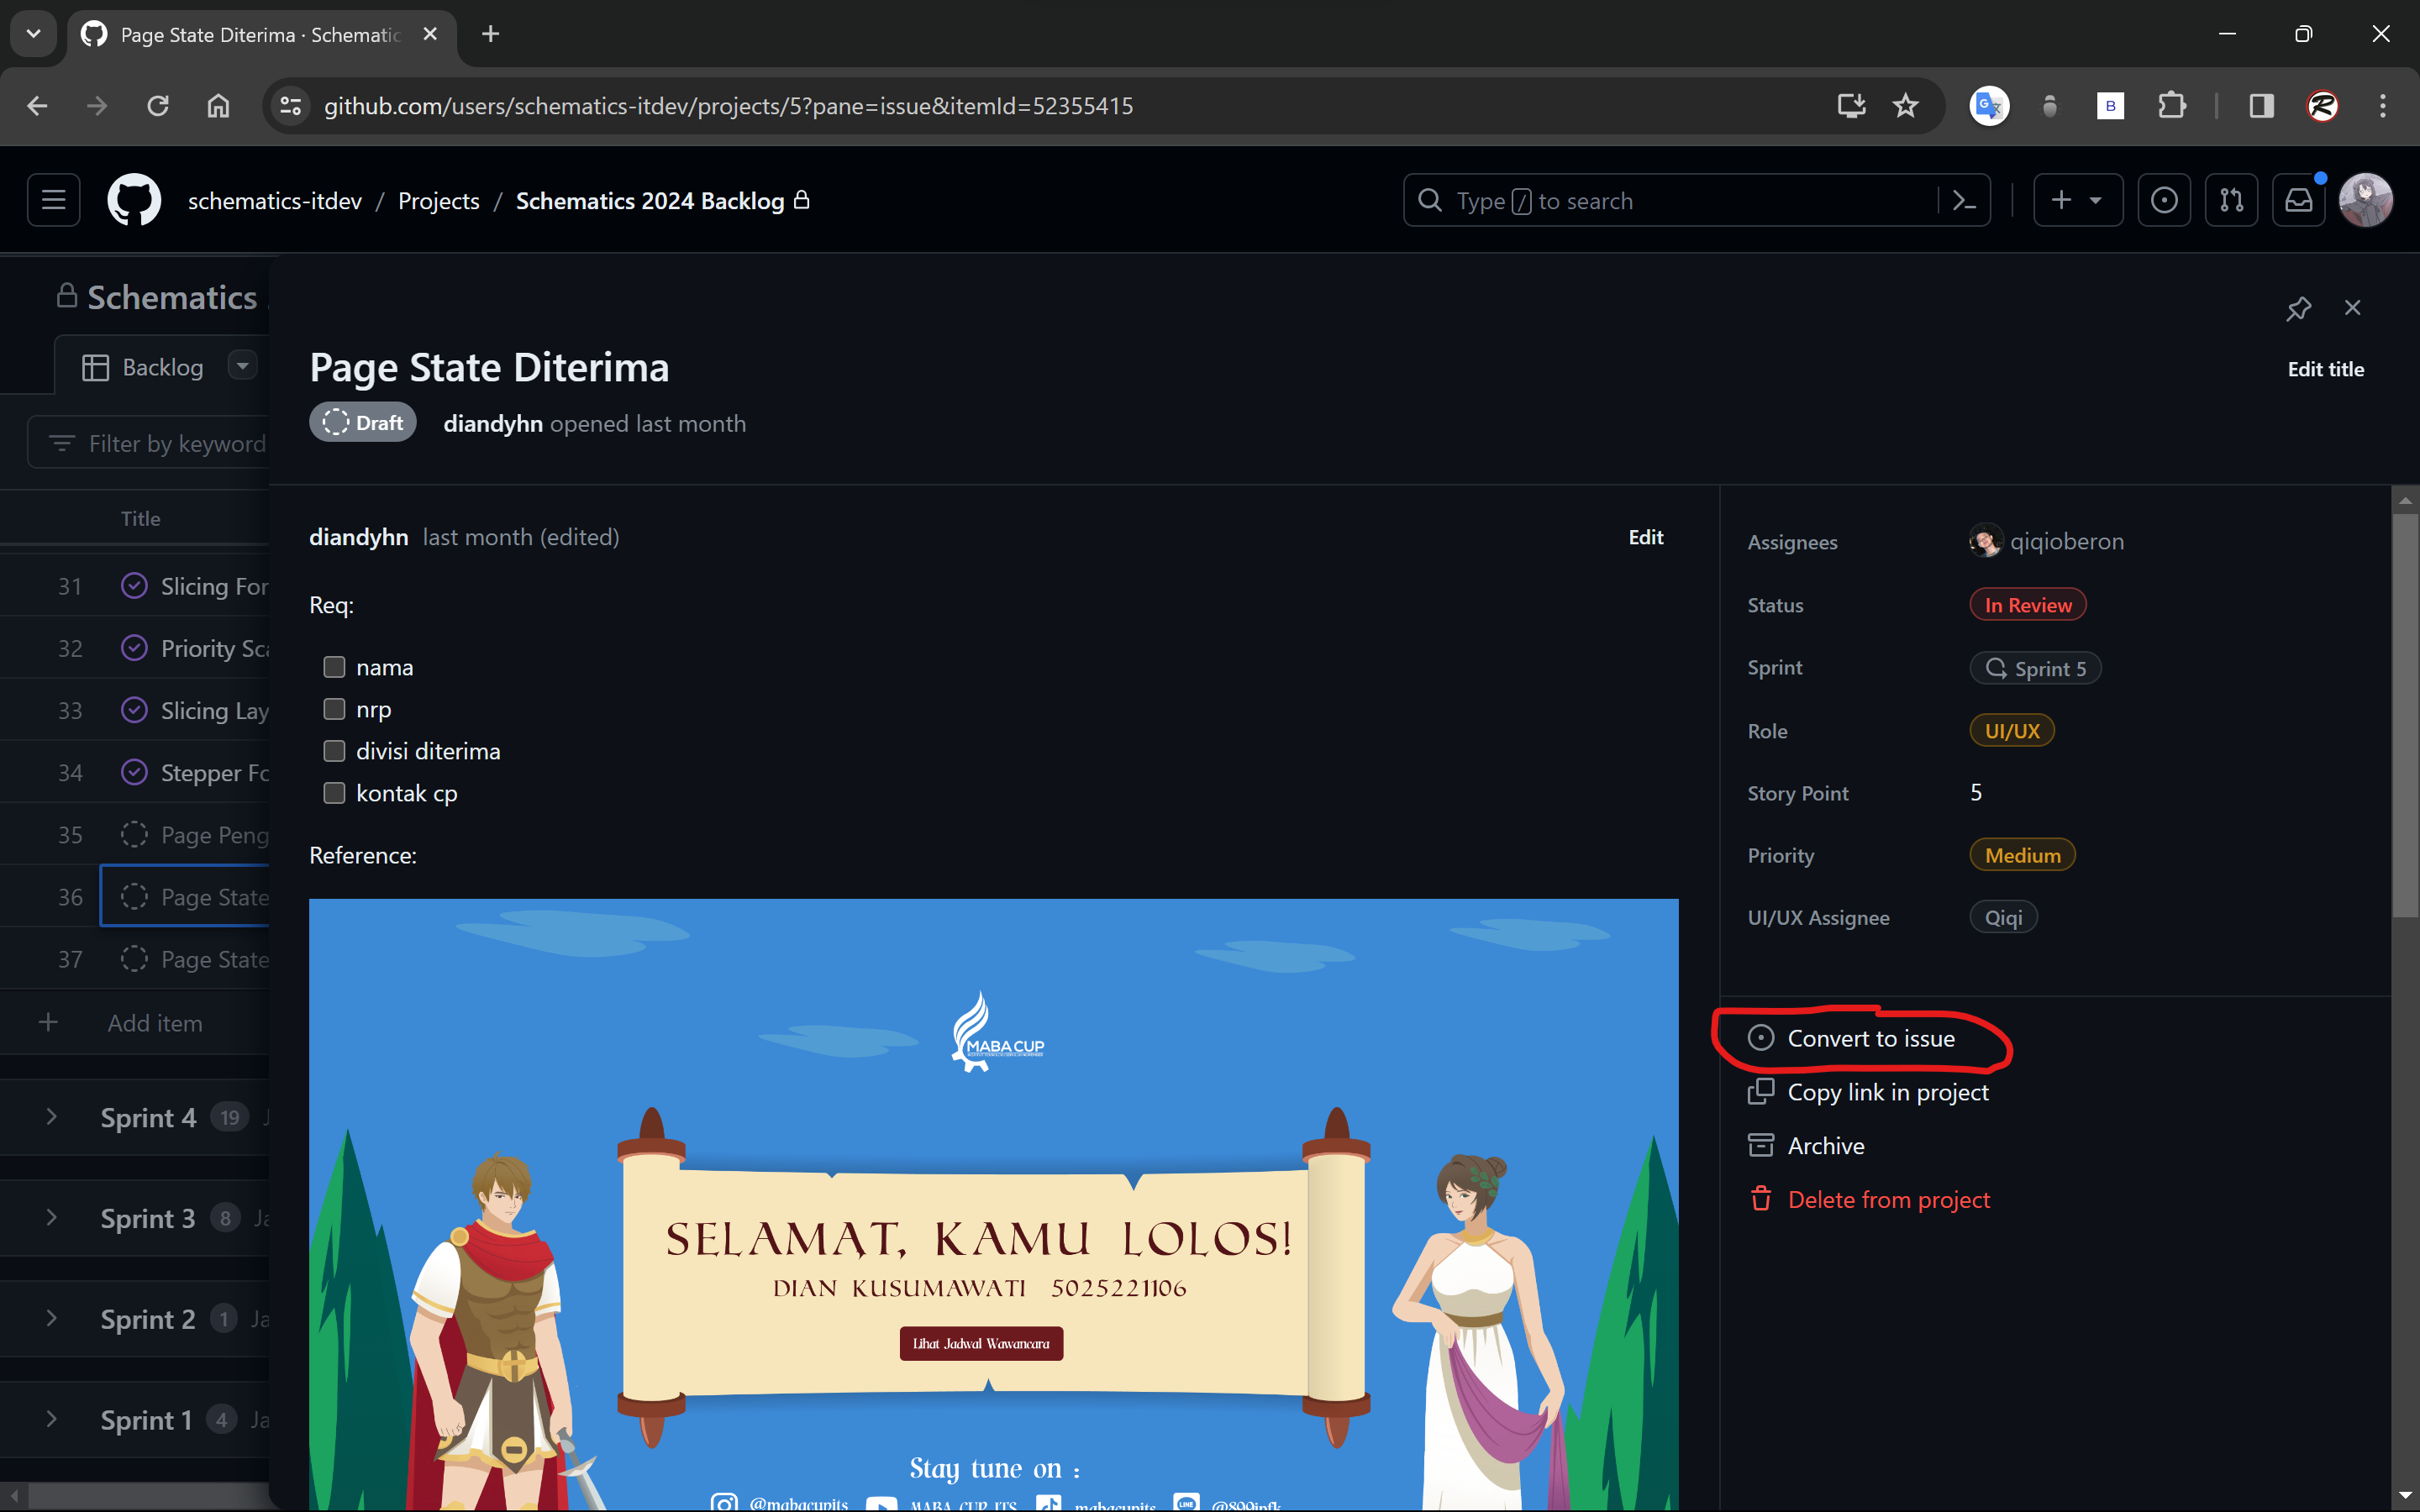 Page State Diterima · Schematic
github.com/users/schematics-itdev/projects/5?pane=issue&itemId=52355415
B
schematics-itdev / Projects / Schematics 2024 Backlog
Type / to search
Schematics
Backlog
Page State Diterima
Edit title
Draft
diandyhn opened last month
Filter by keyword
Title
diandyhn last month (edited)
Edit
Req:
nama
nrp
divisi diterima
kontak cp
Reference:
31 Slicing For
32 Priority Sca
33 Slicing Lay
34 Stepper Fo
35 Page Peng
36 Page State
37 Page State
Add item
Sprint 4 19 J
Sprint 3 8 Ja
Sprint 2 1 Ja
Sprint 1 4 Ja
MABA CUP
SELAMAT, KAMU LOLOS!
DIAN KUSUMAWATI 5025221106
Lihat Jadwal Wawancara
Stay tune on :
@mabacupits MABA CUP ITS mabacupits
Assignees qiqioberon
Status In Review
Sprint Sprint 5
Role UI/UX
Story Point 5
Priority Medium
UI/UX Assignee Qiqi
Convert to issue
Copy link in project
Archive
Delete from project